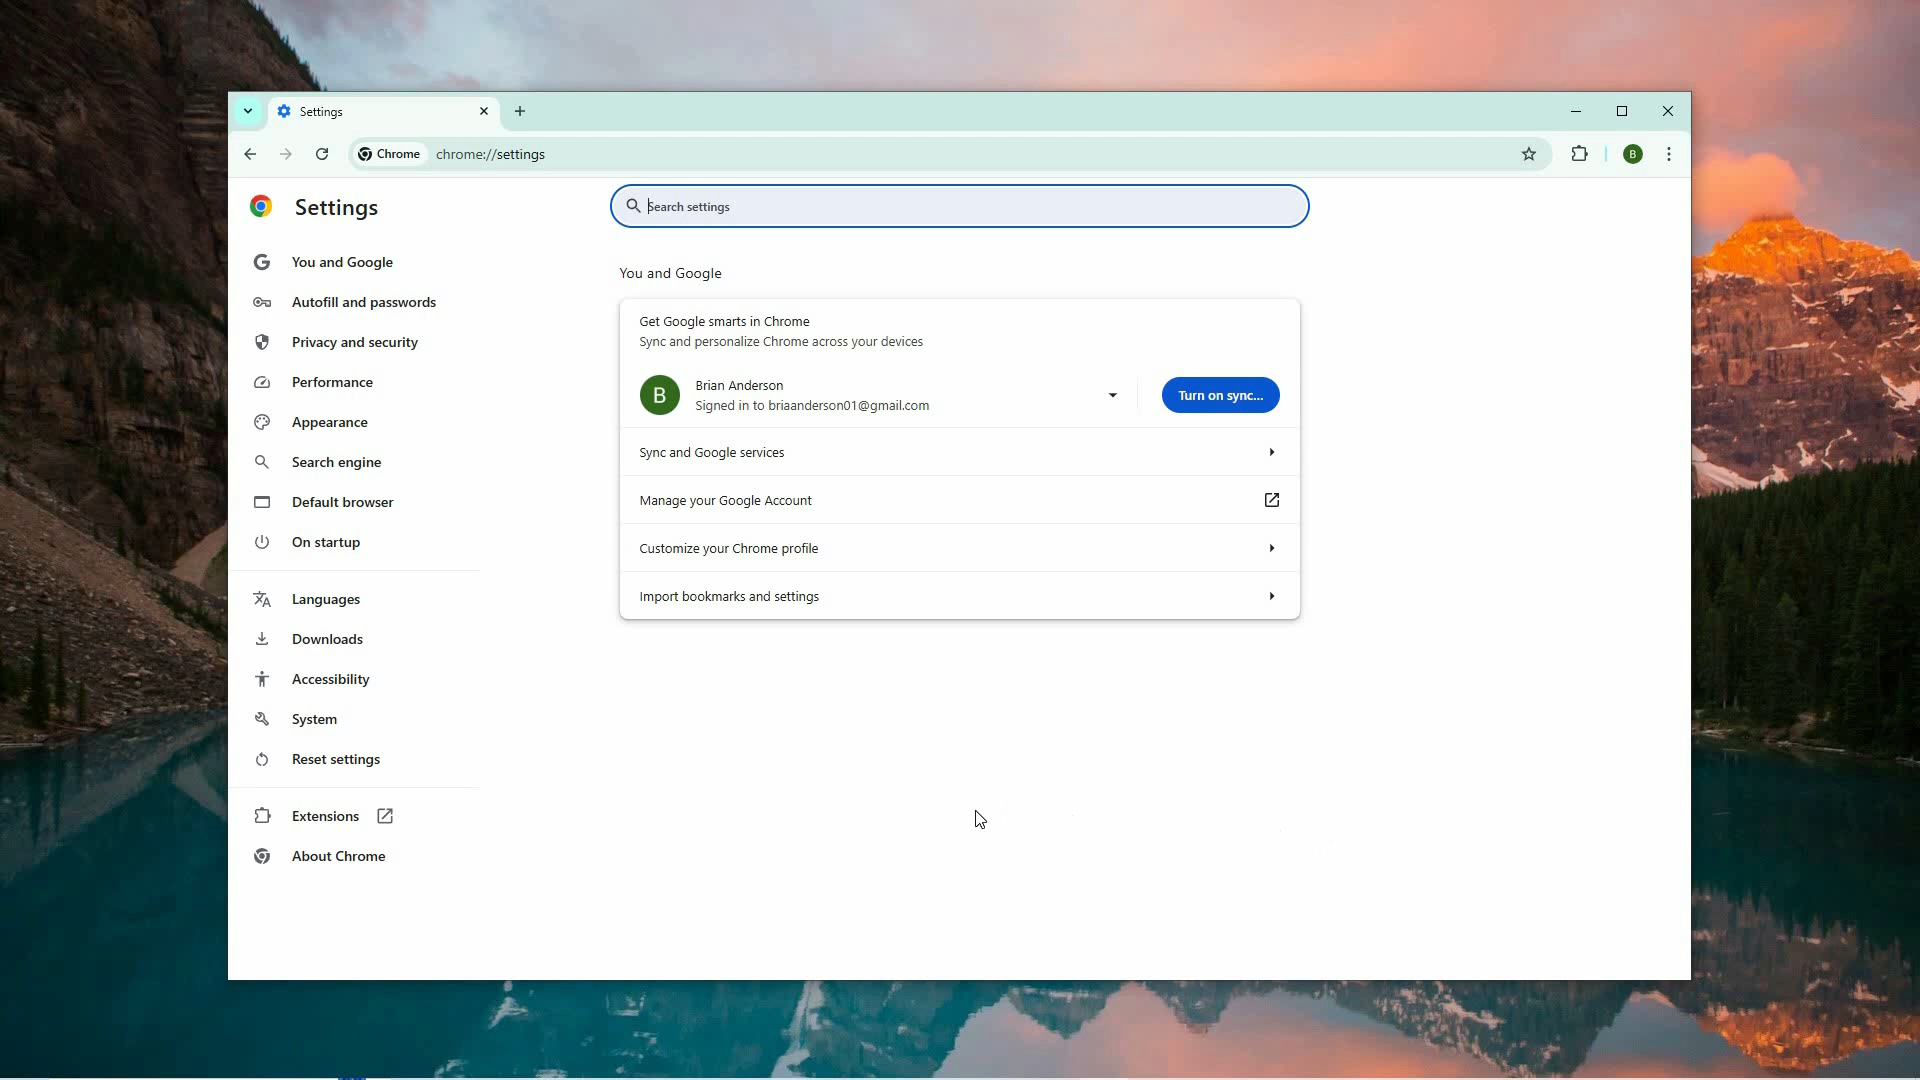 Settings
Chrome
chrome://settings
B
Settings
Search settings
You and Google
Autofill and passwords
Privacy and security
Performance
Appearance
Search engine
Default browser
On startup
Languages
Downloads
Accessibility
System
Reset settings
Extensions
About Chrome
You and Google
Get Google smarts in Chrome
Sync and personalize Chrome across your devices
B
Brian Anderson
Signed in to briaanderson01@gmail.com
Turn on sync...
Sync and Google services
Manage your Google Account
Customize your Chrome profile
Import bookmarks and settings